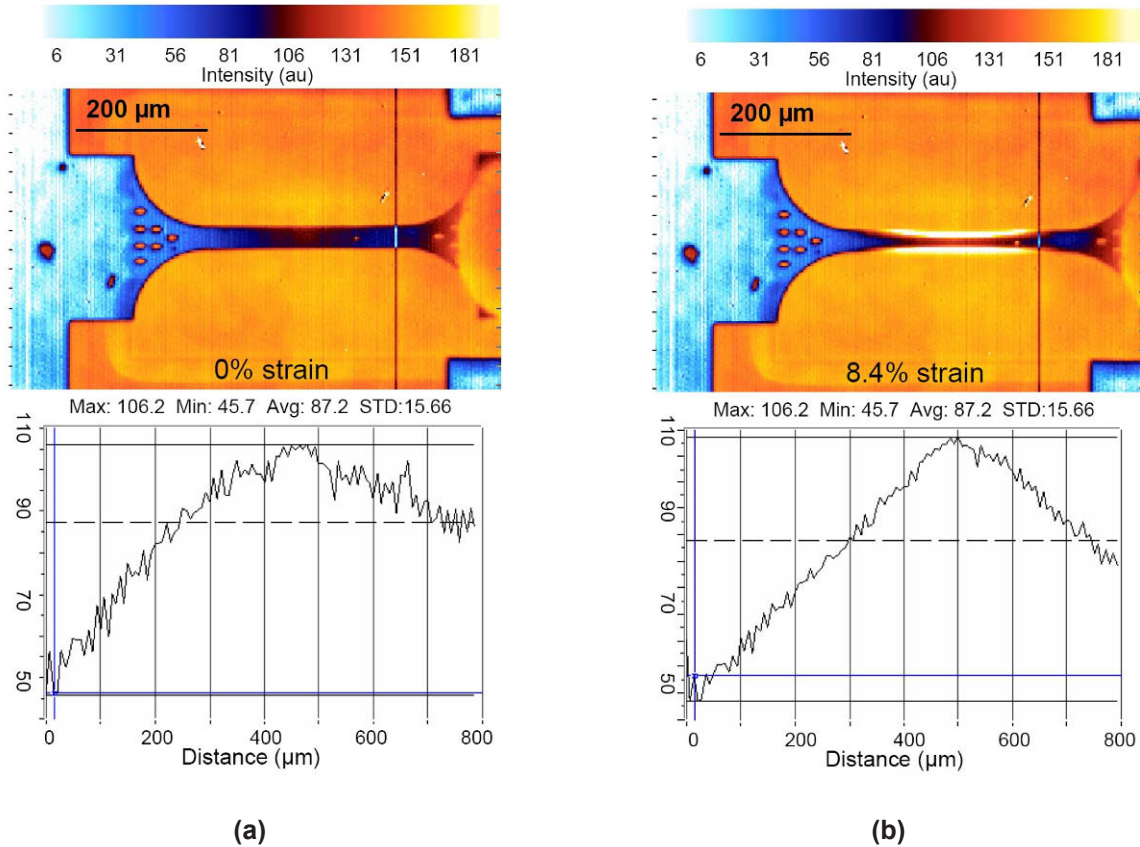 6 31 56 81 106 131 151 181
Intensity (au)
200 µm
0% strain
Max: 106.2 Min: 45.7 Avg: 87.2 STD:15.66
110
90
70
50
0 200 400 600 800
Distance (µm)
(a)
6 31 56 81 106 131 151 181
Intensity (au)
200 µm
8.4% strain
Max: 106.2 Min: 45.7 Avg: 87.2 STD:15.66
110
90
70
50
0 200 400 600 800
Distance (µm)
(b)